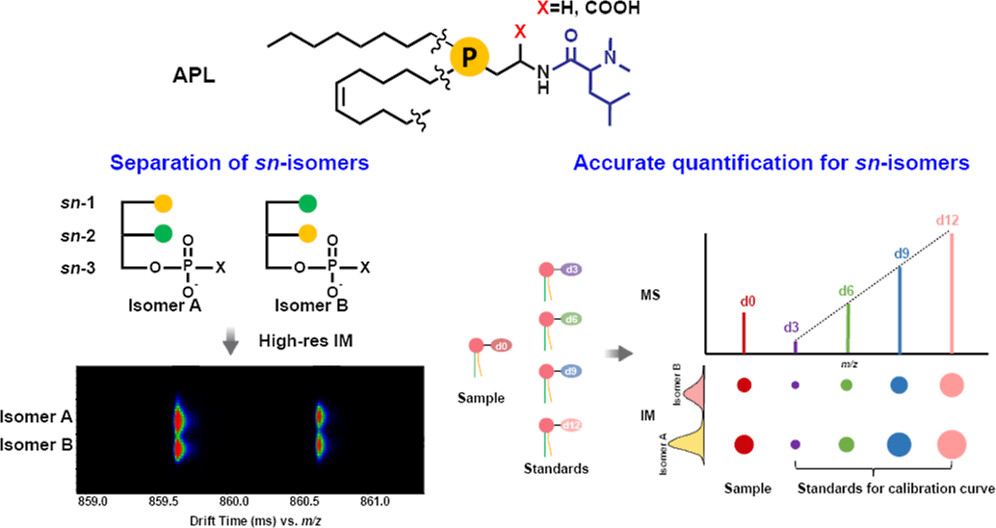 X=H, COOH
X
P
O
N
N
H
APL
Separation of sn-isomers
sn-1
sn-2
sn-3
O
O
P
X
O-
Isomer A
O
O
P
X
O-
Isomer B
High-res IM
Isomer A
Isomer B
859.0 859.5 860.0 860.5 861.0
Drift Time (ms) vs. m/z
Accurate quantification for sn-isomers
d0
Sample
d3
d6
d9
d12
Standards
MS
d0
d3
d6
d9
d12
m/z
IM
Isomer B
Isomer A
Sample
Standards for calibration curve